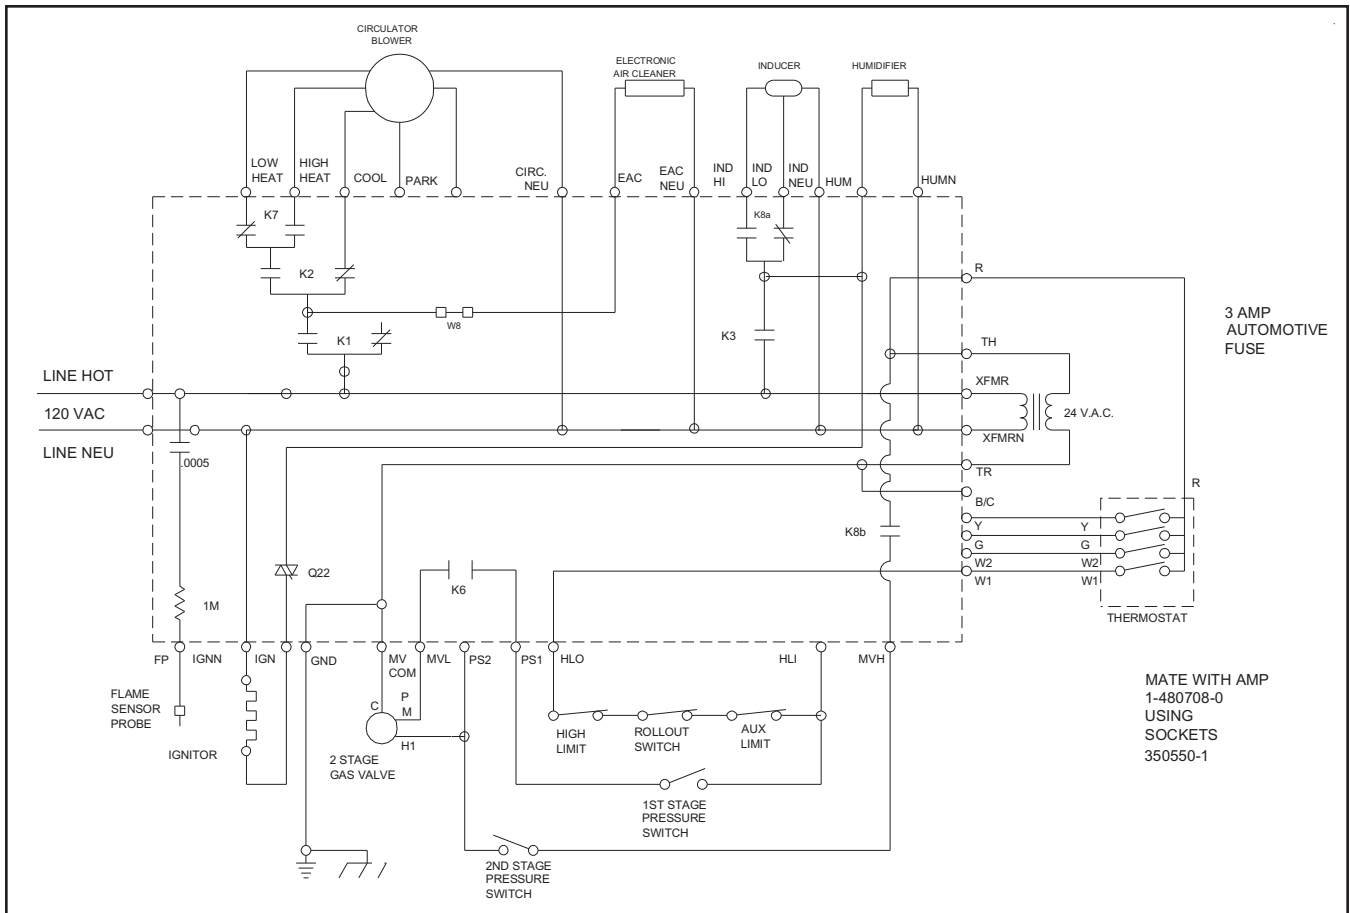 CIRCULATOR
BLOWER
ELECTRONIC
AIR CLEANER
INDUCER
HUMIDIFIER
LOW
HEAT
HIGH
HEAT
COOL
PARK
CIRC.
NEU
EAC
EAC
NEU
IND
HI
IND
LO
IND
NEU
HUM
HUMN
K7
K8a
K2
R
W8
K1
K3
3 AMP
AUTOMOTIVE
FUSE
TH
LINE HOT
XFMR
120 VAC
24 V.A.C.
XFMRN
LINE NEU
.0005
TR
R
B/C
K8b
Y
Y
G
G
W2
W2
W1
W1
Q22
K6
1M
THERMOSTAT
FP
IGNN
IGN
GND
MV
COM
MVL
PS2
PS1
HLO
HLI
MVH
FLAME
SENSOR
PROBE
C
P
M
H1
HIGH
LIMIT
ROLLOUT
SWITCH
AUX
LIMIT
IGNITOR
2 STAGE
GAS VALVE
MATE WITH AMP
1-480708-0
USING
SOCKETS
350550-1
1ST STAGE
PRESSURE
SWITCH
2ND STAGE
PRESSURE
SWITCH